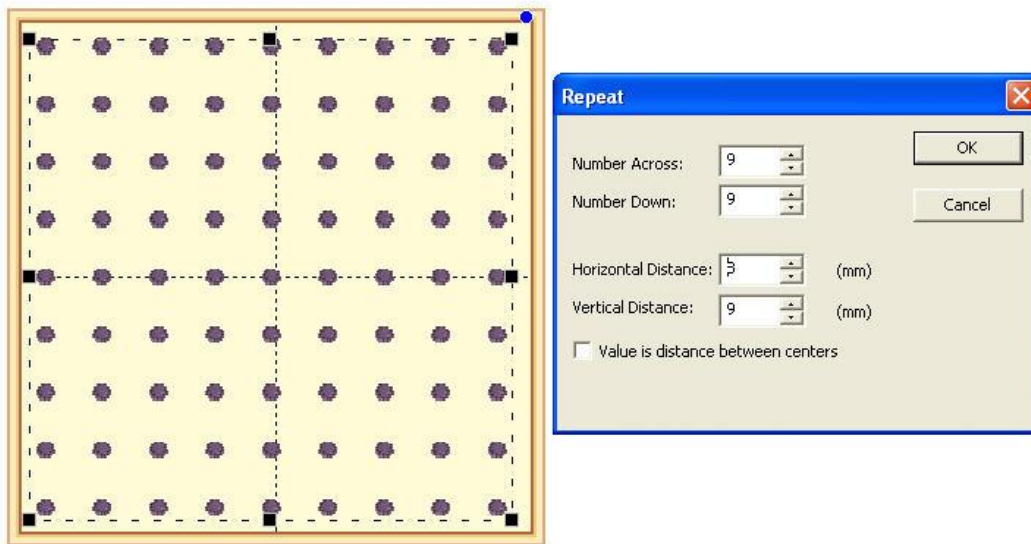 Repeat
OK
Number Across: 9
Number Down: 9
Cancel
Horizontal Distance: (mm)
Vertical Distance: 9 (mm)
Value is distance between centers